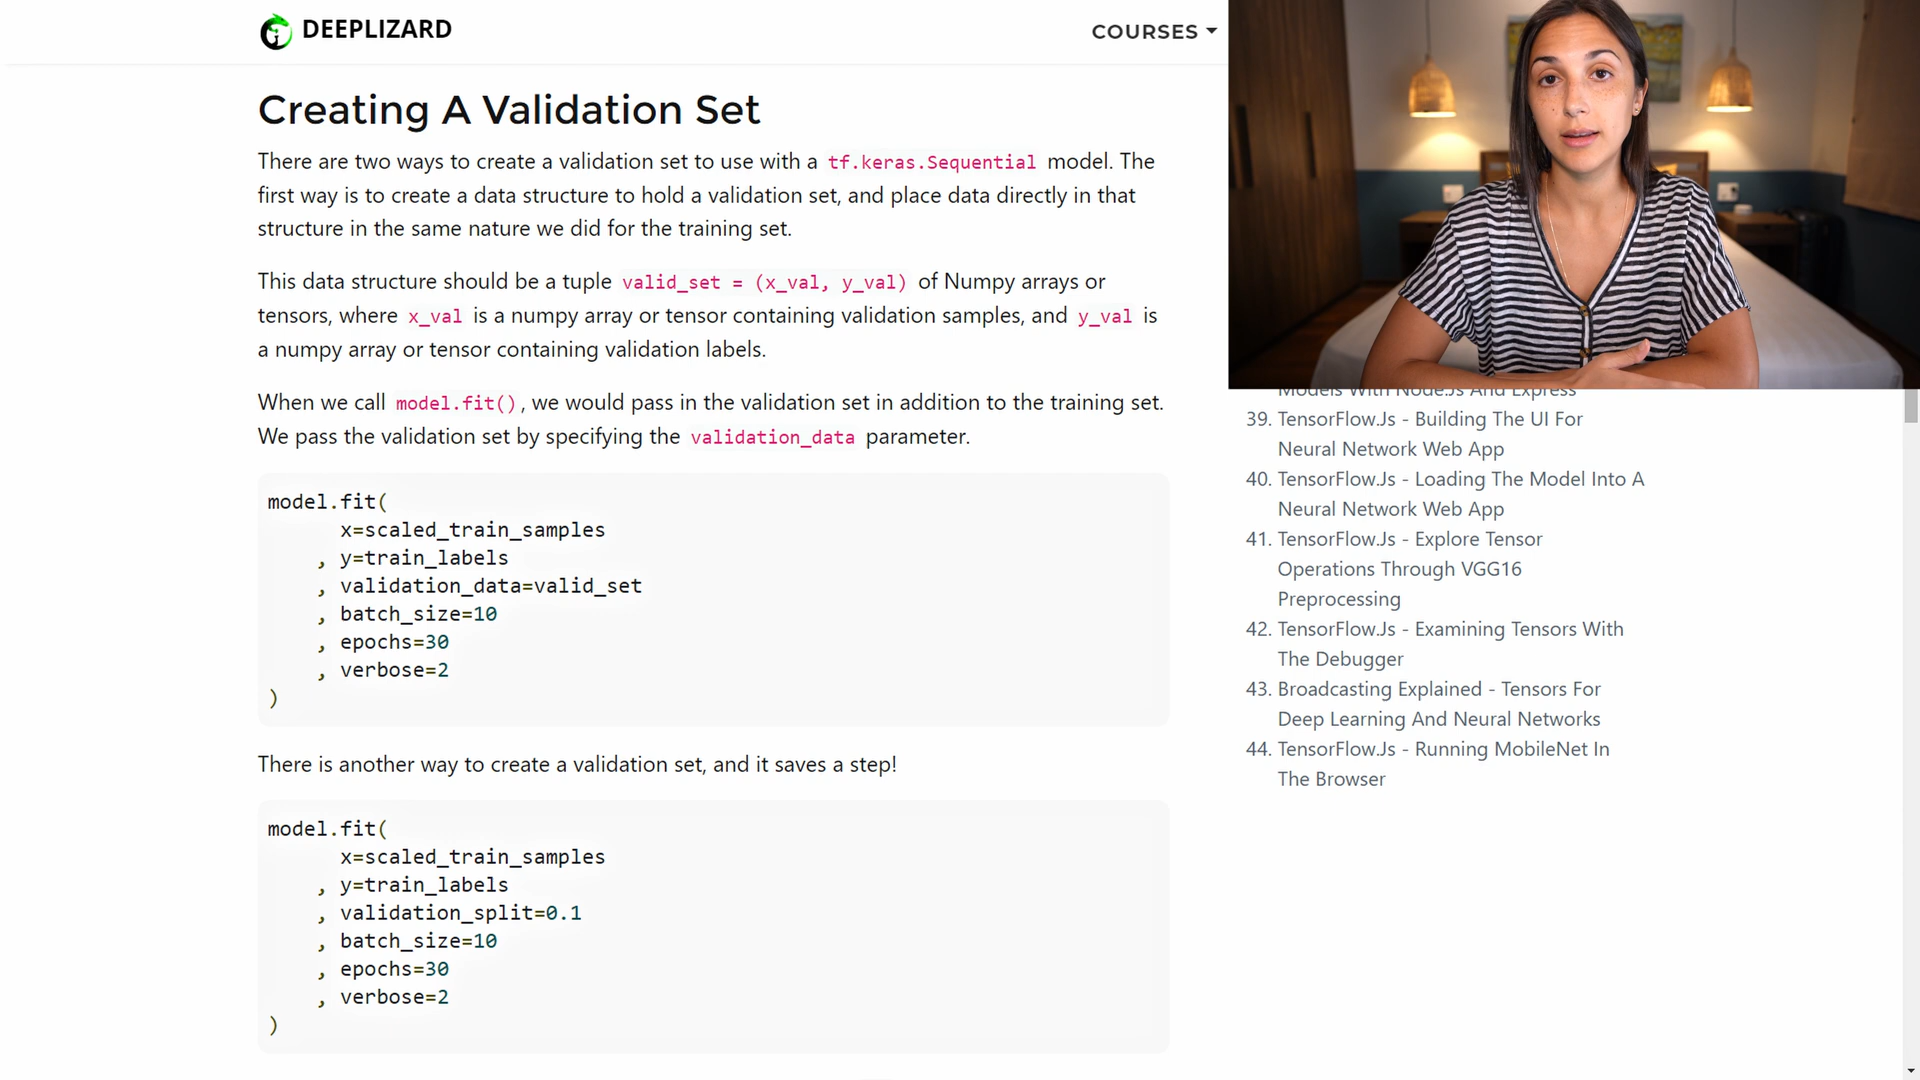 DEEPLIZARD
COURSES
Creating A Validation Set
There are two ways to create a validation set to use with a tf.keras.Sequential model. The
first way is to create a data structure to hold a validation set, and place data directly in that
structure in the same nature we did for the training set.
This data structure should be a tuple valid_set = (x_val, y_val) of Numpy arrays or
tensors, where x_val is a numpy array or tensor containing validation samples, and y_val is
a numpy array or tensor containing validation labels.
When we call model.fit(), we would pass in the validation set in addition to the training set.
We pass the validation set by specifying the validation_data parameter.
model.fit(
x=scaled_train_samples
, y=train_labels
, validation_data=valid_set
, batch_size=10
, epochs=30
, verbose=2
)
There is another way to create a validation set, and it saves a step!
model.fit(
x=scaled_train_samples
, y=train_labels
, validation_split=0.1
, batch_size=10
, epochs=30
, verbose=2
)
Models With Node.Js And Express
39. TensorFlow.Js - Building The UI For
Neural Network Web App
40. TensorFlow.Js - Loading The Model Into A
Neural Network Web App
41. TensorFlow.Js - Explore Tensor
Operations Through VGG16
Preprocessing
42. TensorFlow.Js - Examining Tensors With
The Debugger
43. Broadcasting Explained - Tensors For
Deep Learning And Neural Networks
44. TensorFlow.Js - Running MobileNet In
The Browser